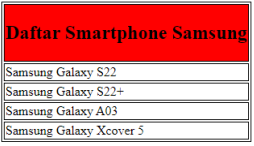 Daftar Smartphone Samsung
Samsung Galaxy S22
Samsung Galaxy S22+
Samsung Galaxy A03
Samsung Galaxy Xcover 5